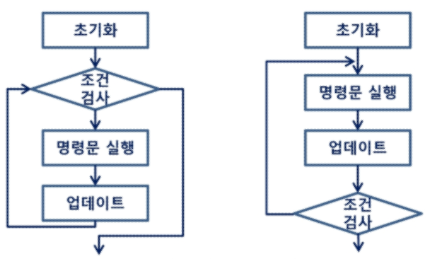 초기화
조건
검사
명령문 실행
업데이트
초기화
명령문 실행
업데이트
조건
검사